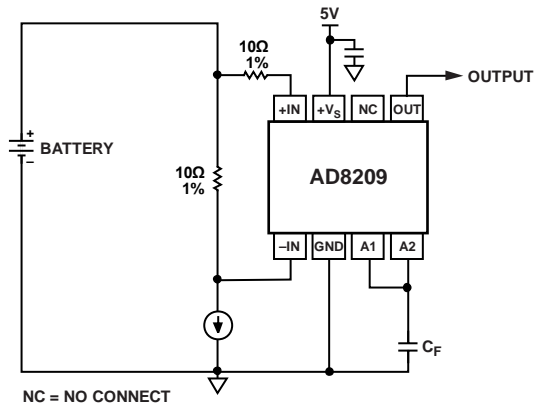 5V
10Ω
1%
OUTPUT
+IN
+VS
NC
OUT
+
BATTERY
–
10Ω
1%
AD8209
–IN
GND
A1
A2
CF
NC = NO CONNECT